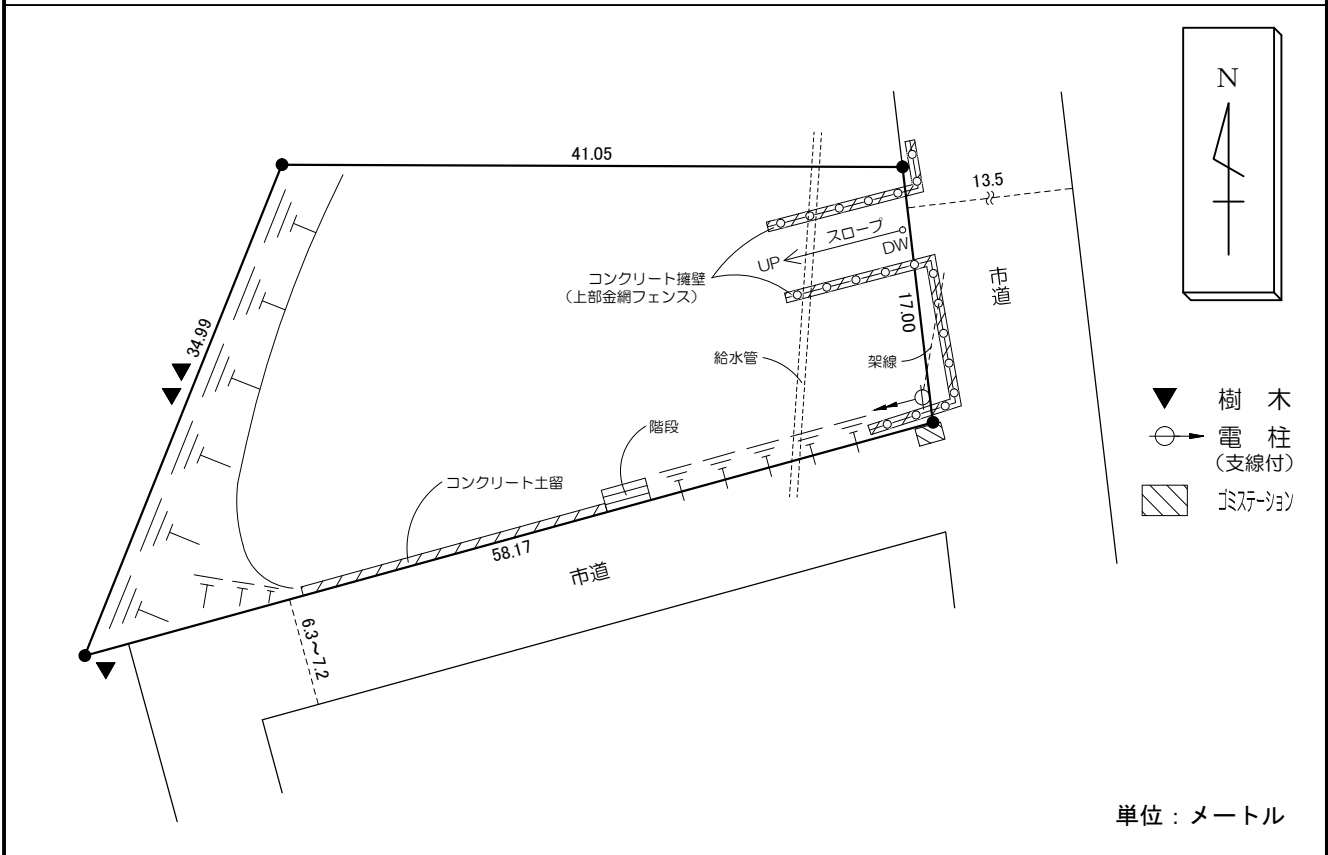 N
41.05
13.5
スロープ
DW
UP
コンクリート擁壁
（上部金網フェンス）
市道
17.00
34.99
給水管
架線
樹木
電柱
（支線付）
ゴミステーション
階段
コンクリート土留
58.17
市道
6.3～7.2
単位：メートル